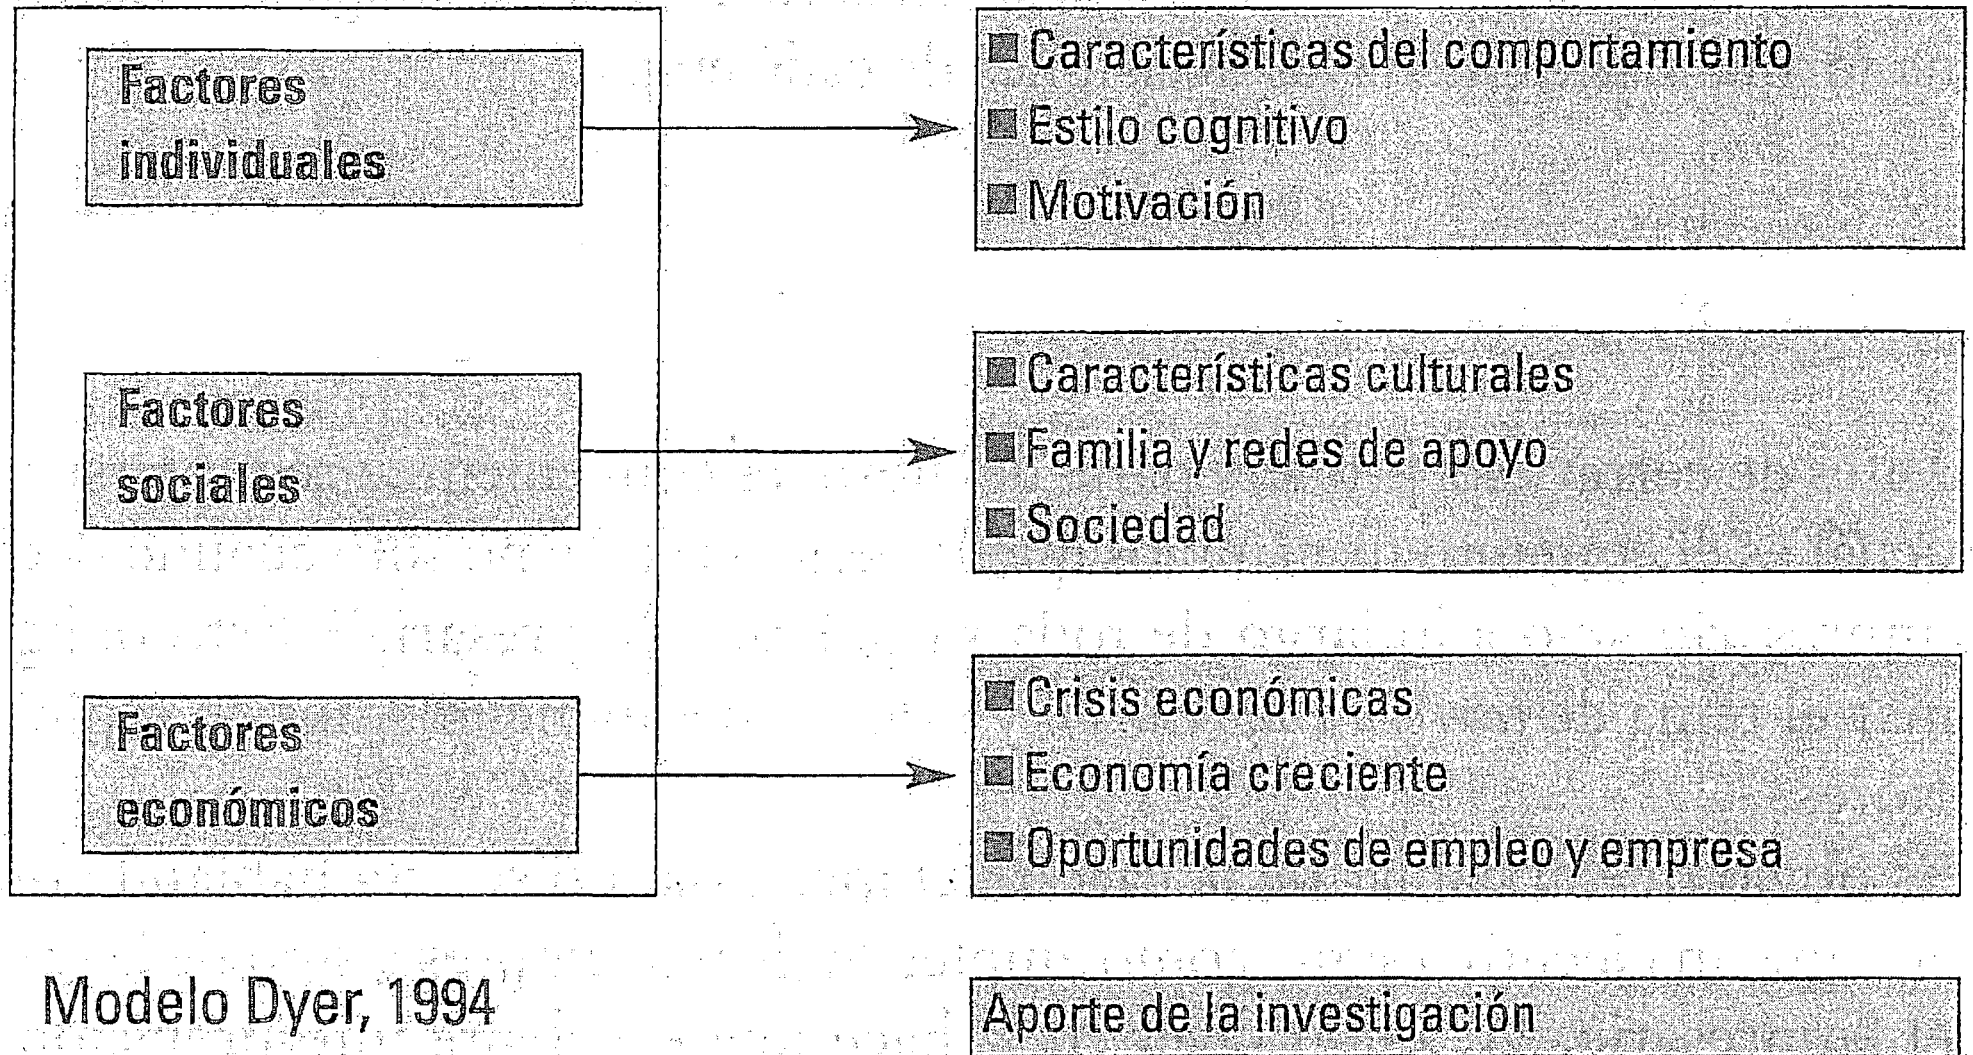 Factores
individuales
■ Características del comportamiento
■ Estilo cognitivo
■ Motivación
Factores
sociales
■ Características culturales
■ Familia y redes de apoyo
■ Sociedad
Factores
económicos
■ Crisis económicas
■ Economía creciente
■ Oportunidades de empleo y empresa
Modelo Dyer, 1994
Aporte de la investigación